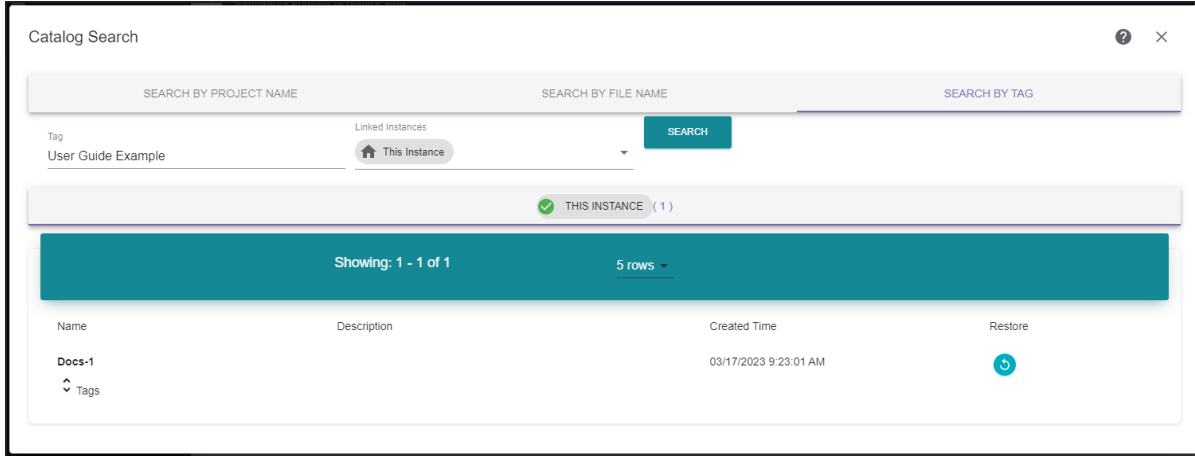 Catalog Search
SEARCH BY PROJECT NAME
SEARCH BY FILE NAME
SEARCH BY TAG
Tag
User Guide Example
Linked Instances
This Instance
SEARCH
THIS INSTANCE ( 1 )
Showing: 1 - 1 of 1
5 rows
Name Description Created Time Restore
Docs-1 03/17/2023 9:23:01 AM
Tags